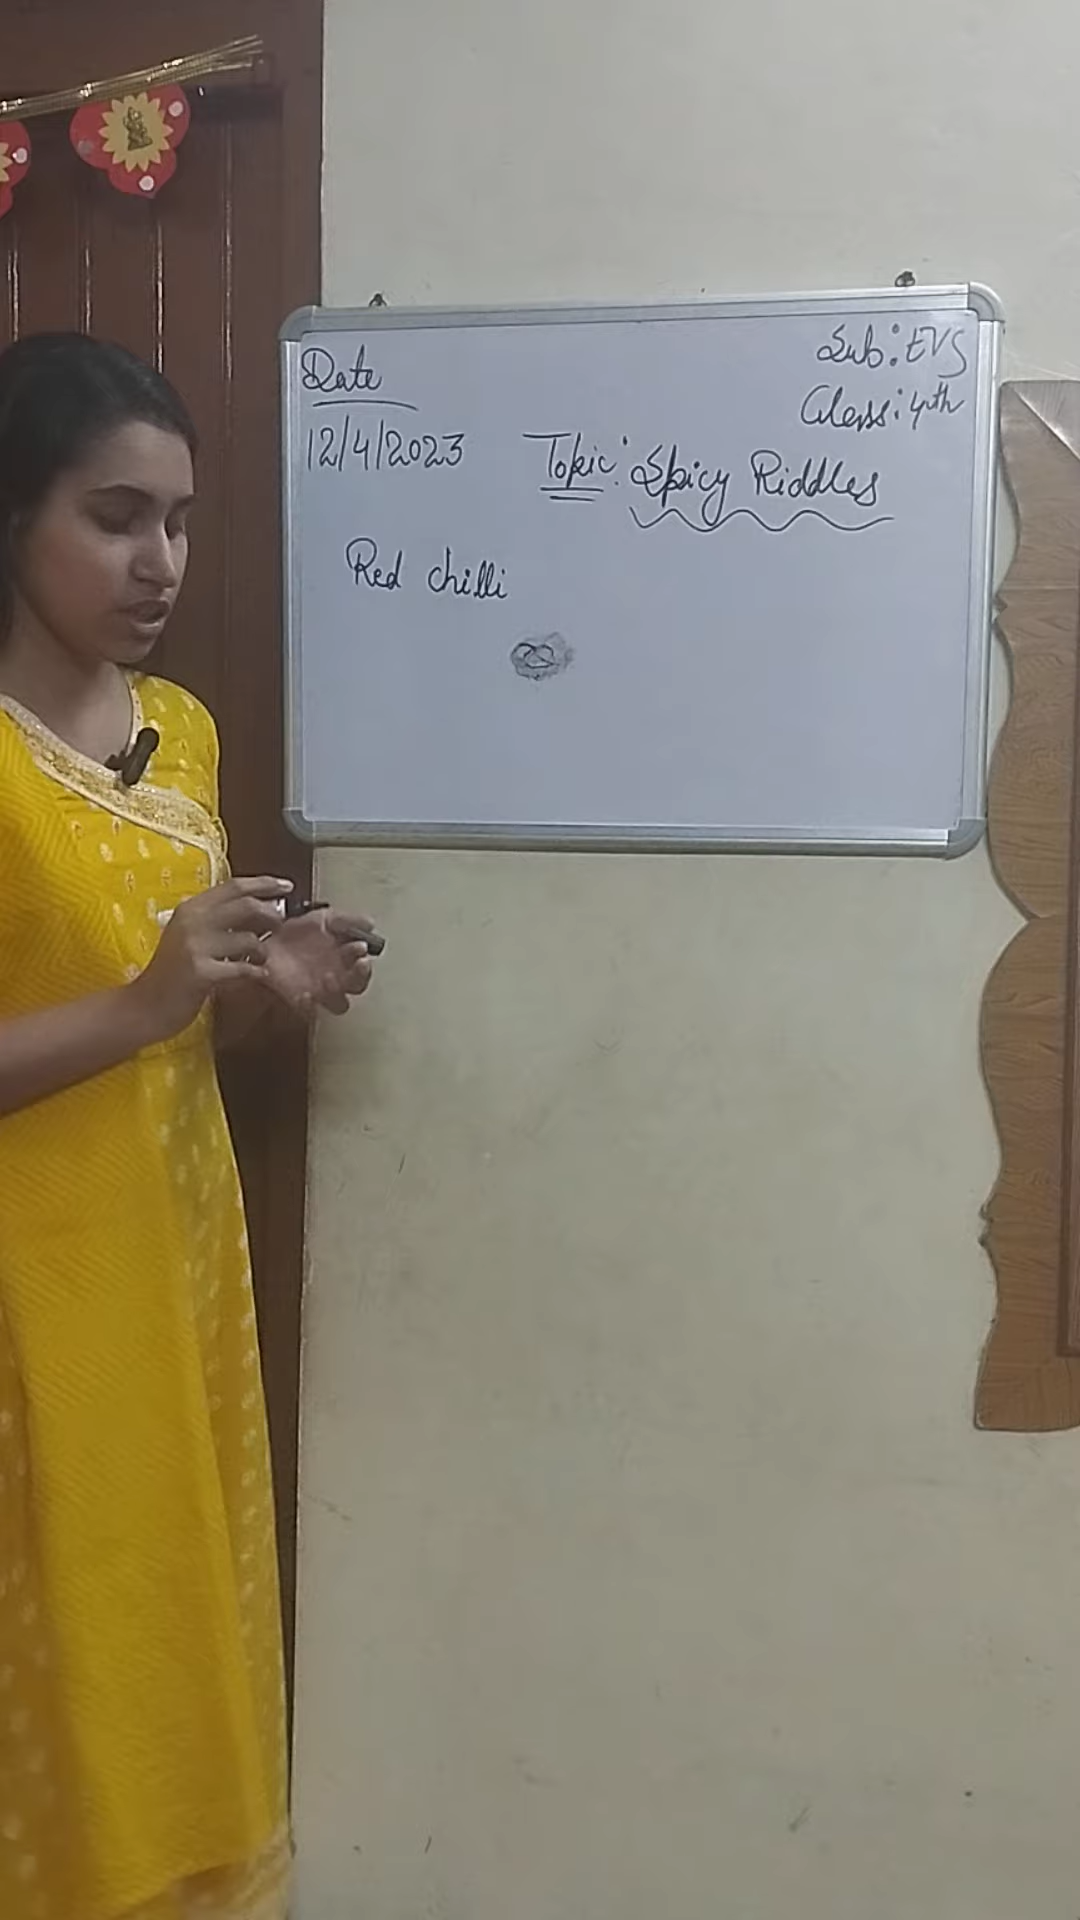 Date
Sub: EVS
Class: 4th
12/4/2023
Topic: Spicy Riddles
Red chilli